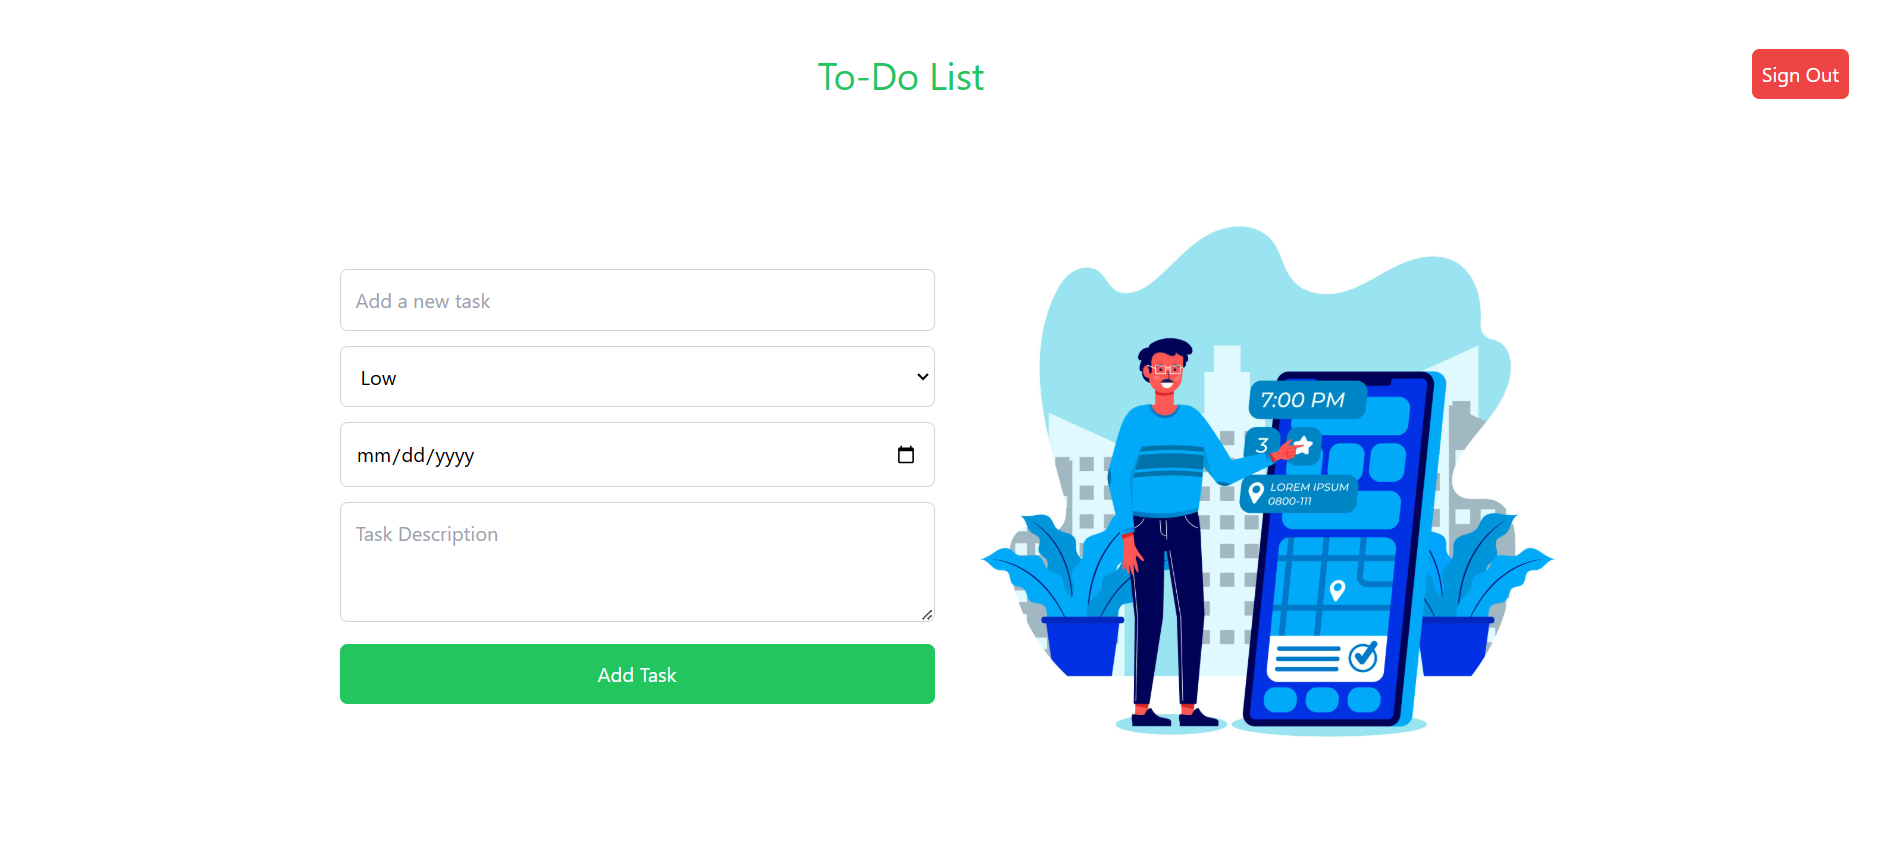 To-Do List
Sign Out
Add a new task
Low
mm/dd/yyyy
Task Description
Add Task
7:00 PM
3
LOREM IPSUM
0800-111